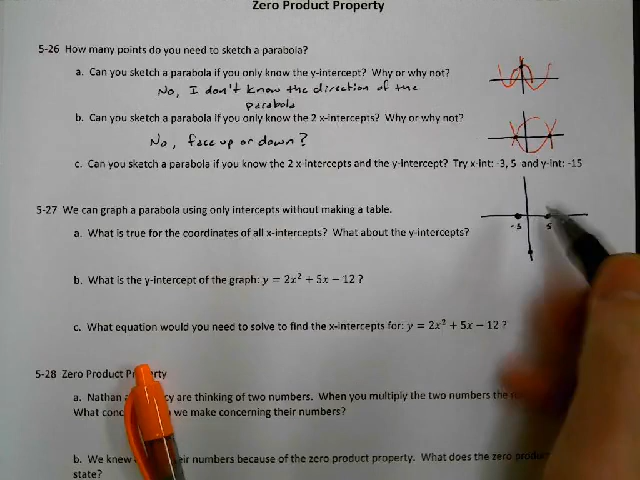 Zero Product Property
5-26 How many points do you need to sketch a parabola?
a. Can you sketch a parabola if you only know the y-intercept? Why or why not?
No, I don't know the direction of the
parabola
b. Can you sketch a parabola if you only know the 2 x-intercepts? Why or why not?
No, face up or down?
c. Can you sketch a parabola if you know the 2 x-intercepts and the y-intercept? Try x-int: -3, 5 and y-int: -15
-3 5
5-27 We can graph a parabola using only intercepts without making a table.
a. What is true for the coordinates of all x-intercepts? What about the y-intercepts?
b. What is the y-intercept of the graph: y = 2x² + 5x − 12 ?
c. What equation would you need to solve to find the x-intercepts for: y = 2x² + 5x − 12 ?
5-28 Zero Product
a. Nathan are thinking of two numbers. When you multiply the two numbers the
What we make concerning their numbers?
b. We knew their numbers because of the zero product property. What does the zero
state?